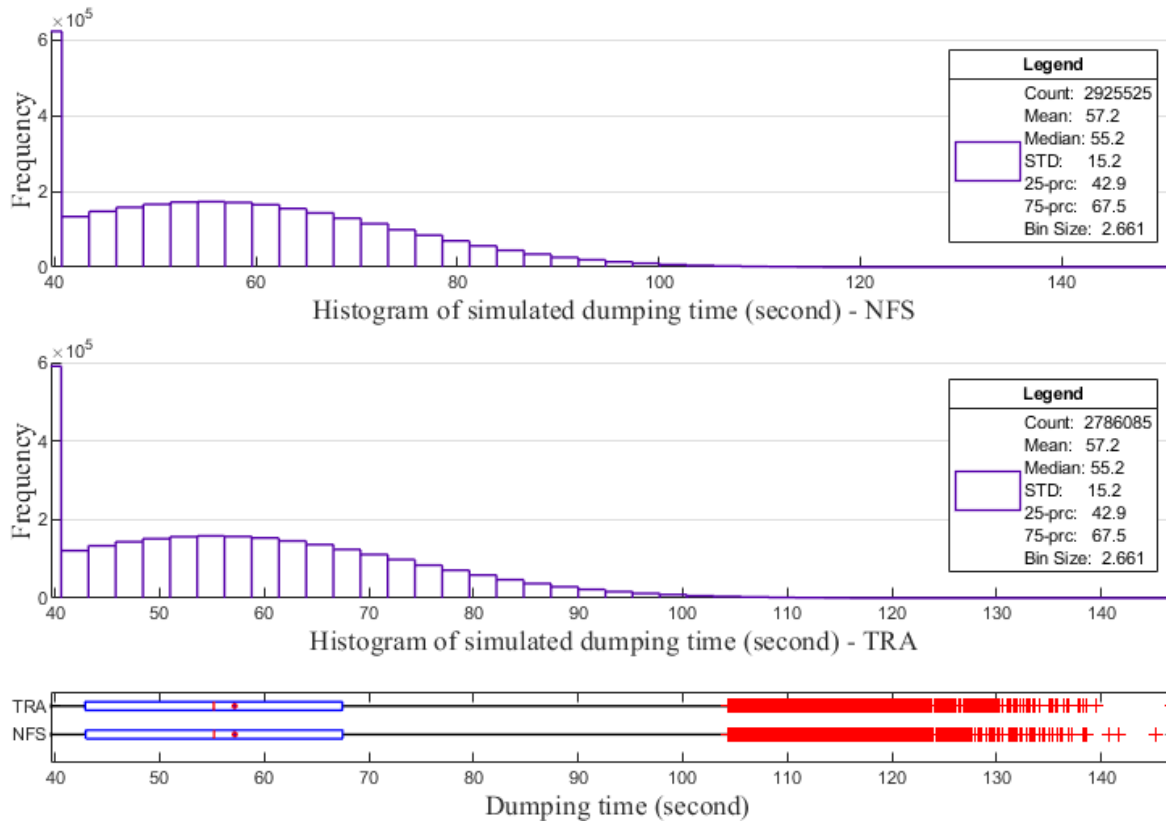 × 10^5
6
4
2
0
Frequency
40 60 80 100 120 140
Histogram of simulated dumping time (second) - NFS
Legend
Count: 2925525
Mean: 57.2
Median: 55.2
STD: 15.2
25-prc: 42.9
75-prc: 67.5
Bin Size: 2.661
× 10^5
6
4
2
0
Frequency
40 50 60 70 80 90 100 110 120 130 140
Histogram of simulated dumping time (second) - TRA
Legend
Count: 2786085
Mean: 57.2
Median: 55.2
STD: 15.2
25-prc: 42.9
75-prc: 67.5
Bin Size: 2.661
TRA
NFS
40 50 60 70 80 90 100 110 120 130 140
Dumping time (second)